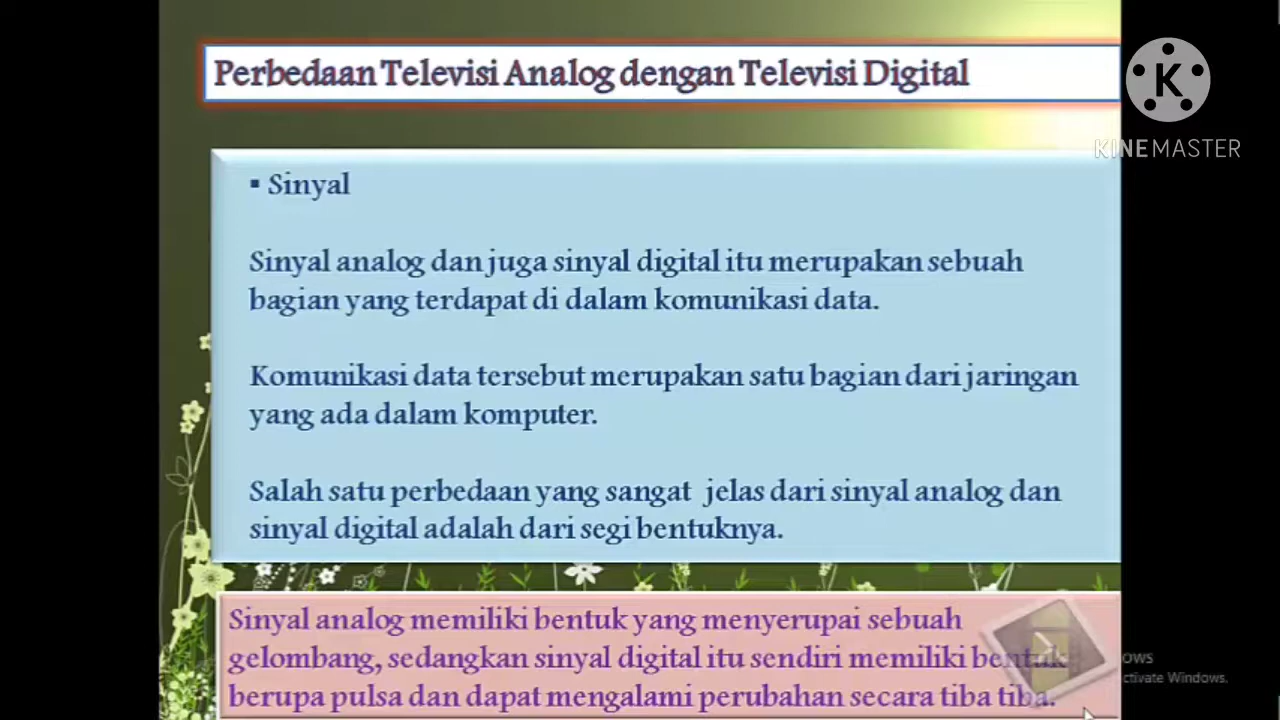 Perbedaan Televisi Analog dengan Televisi Digital
KINEMASTER
▪ Sinyal
Sinyal analog dan juga sinyal digital itu merupakan sebuah
bagian yang terdapat di dalam komunikasi data.
Komunikasi data tersebut merupakan satu bagian dari jaringan
yang ada dalam komputer.
Salah satu perbedaan yang sangat jelas dari sinyal analog dan
sinyal digital adalah dari segi bentuknya.
Sinyal analog memiliki bentuk yang menyerupai sebuah
gelombang, sedangkan sinyal digital itu sendiri memiliki bentuk
berupa pulsa dan dapat mengalami perubahan secara tiba tiba.
ctivate Windows.